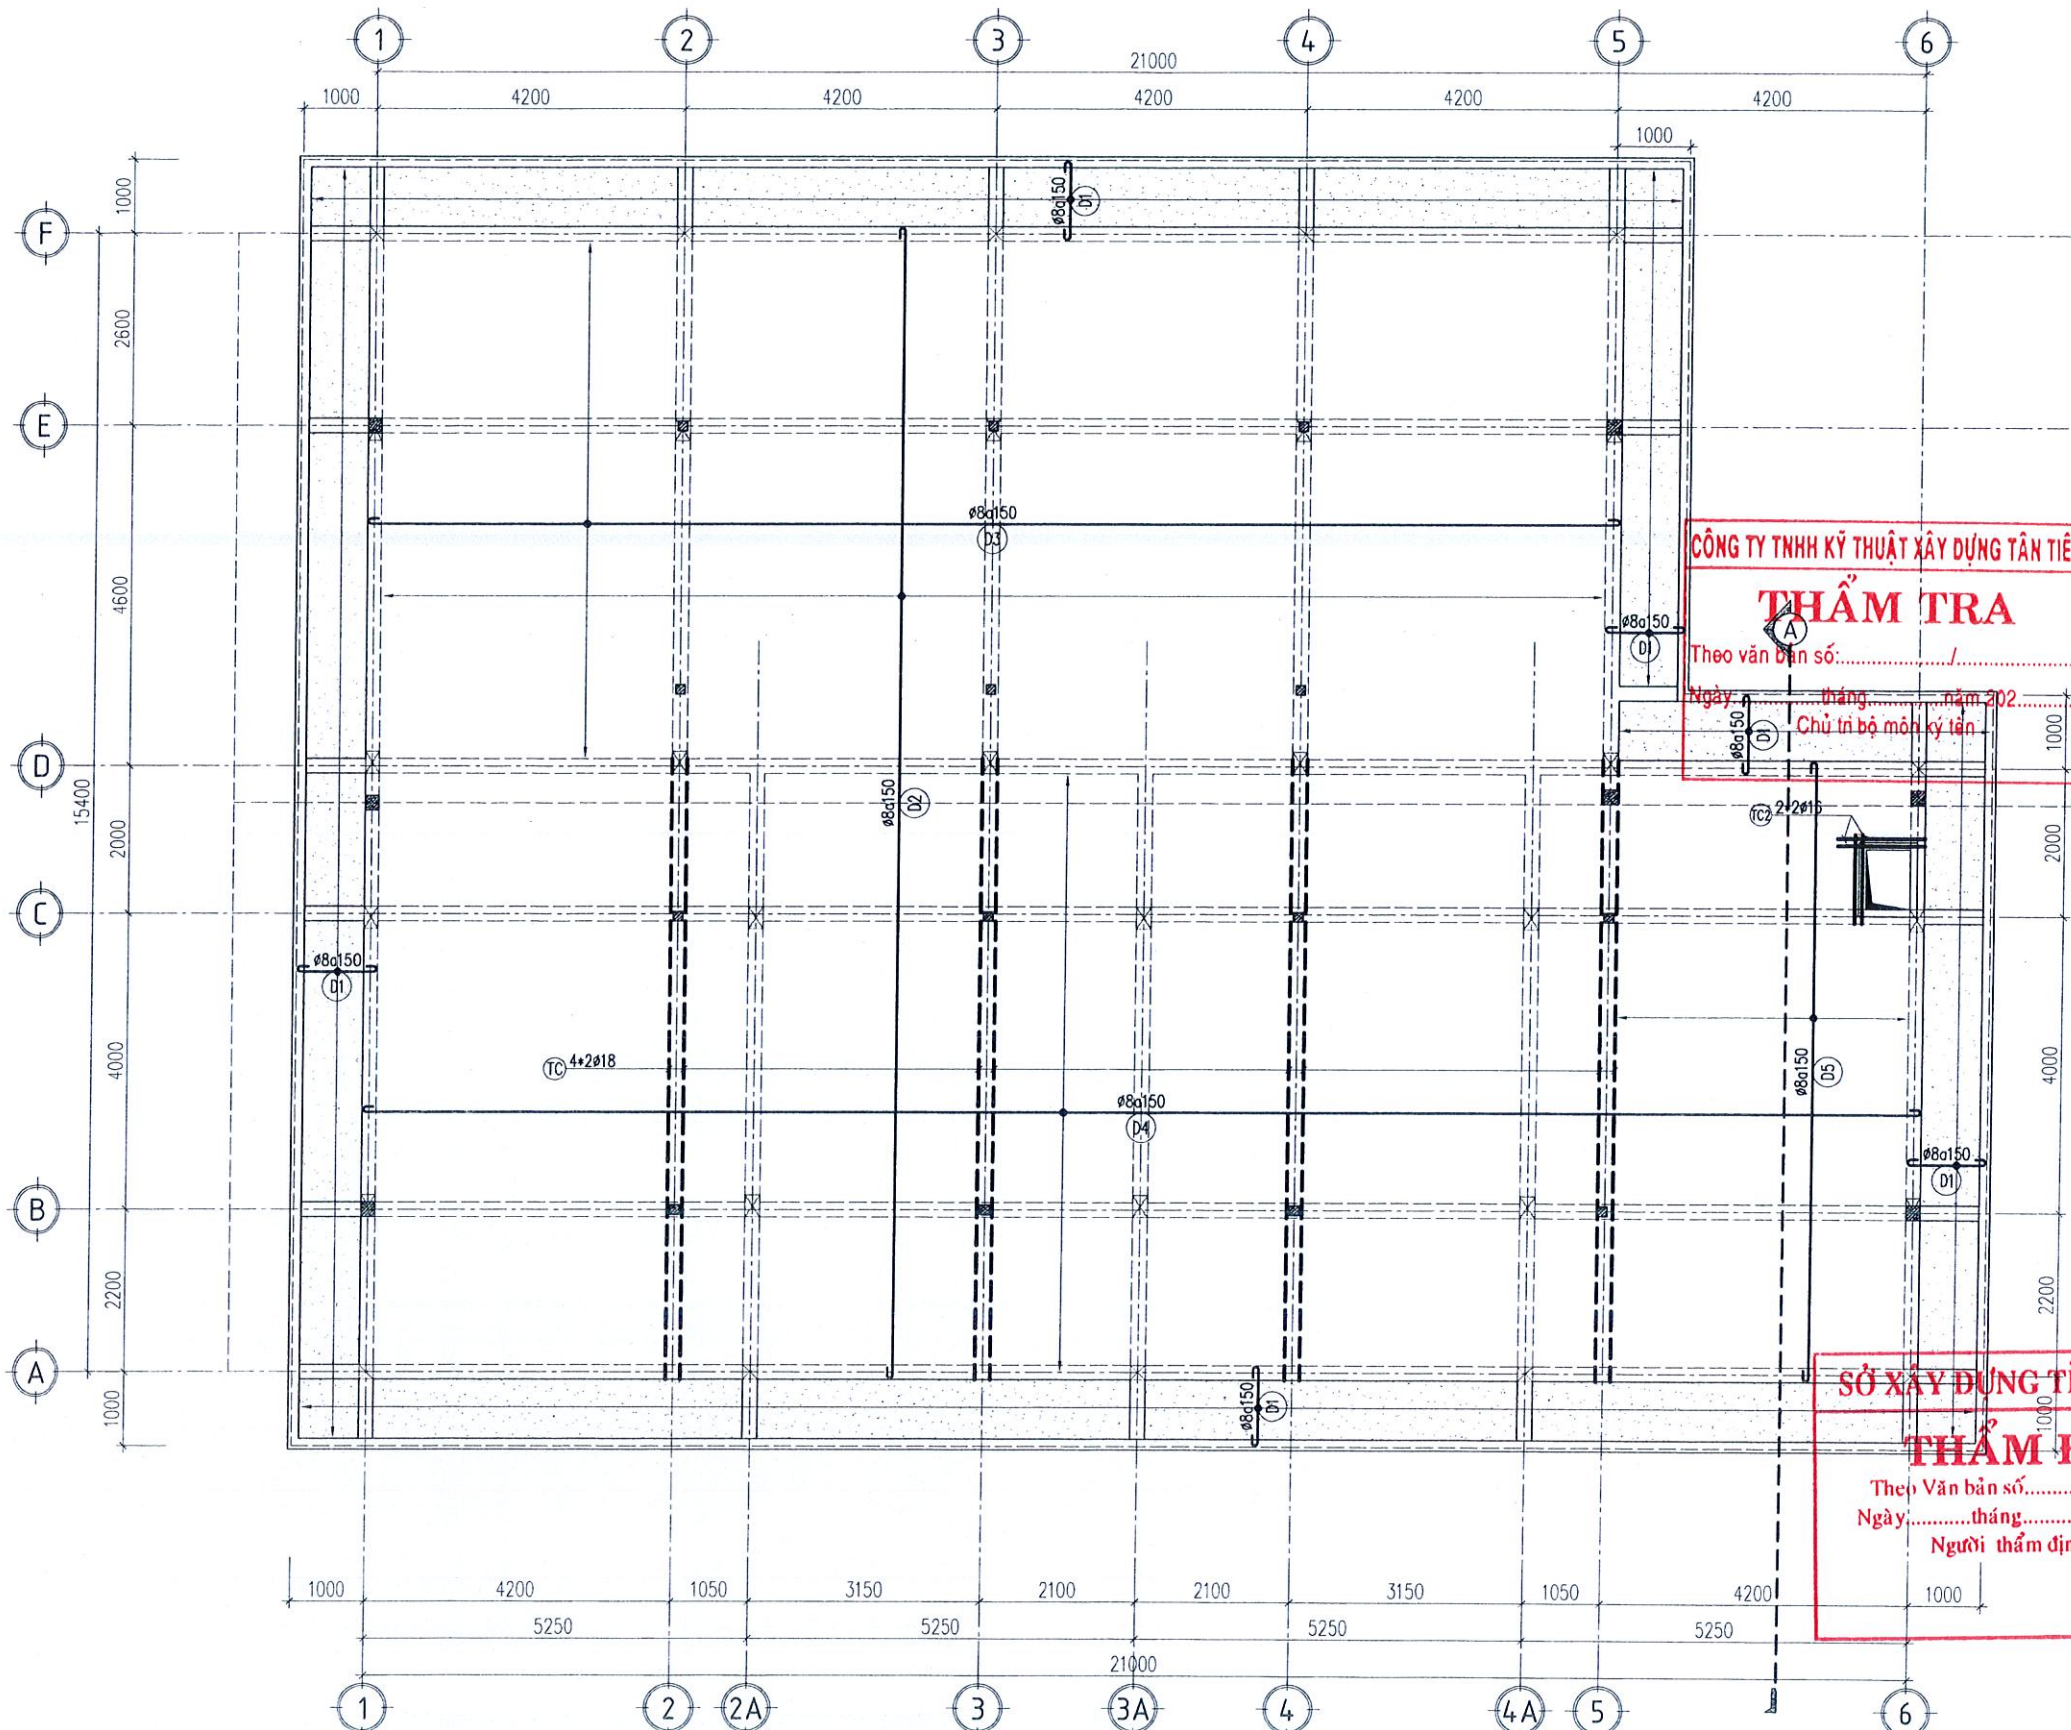 1 2 3 4 5 6
21000
1000 4200 4200 4200 4200 4200
1000
1000
F
2600
E
4600
D
2000
15400
C
4000
B
2200
A
1000
ø8a150
D1
ø8a150
D3
ø8a150
D1
ø8a150
D1
ø8a150
D2
TC2 2*2ø16
ø8a150
D1
TC 4*2ø18
ø8a150
D4
ø8a150
D5
ø8a150
D1
ø8a150
D1
A
1000
2000
4000
2200
1000
CÔNG TY TNHH KỸ THUẬT XÂY DỰNG TÂN TIÊ
THẨM TRA
Theo văn bản số:..................../....................
Ngày............tháng............năm 202.........
Chủ trì bộ môn ký tên
SỞ XÂY DỰNG
THẨM
Theo Văn bản số.........
Ngày...........tháng.........
Người thẩm địn
1000 4200 1050 3150 2100 2100 3150 1050 4200 1000
5250 5250 5250 5250
21000
1 2 2A 3 3A 4 4A 5 6